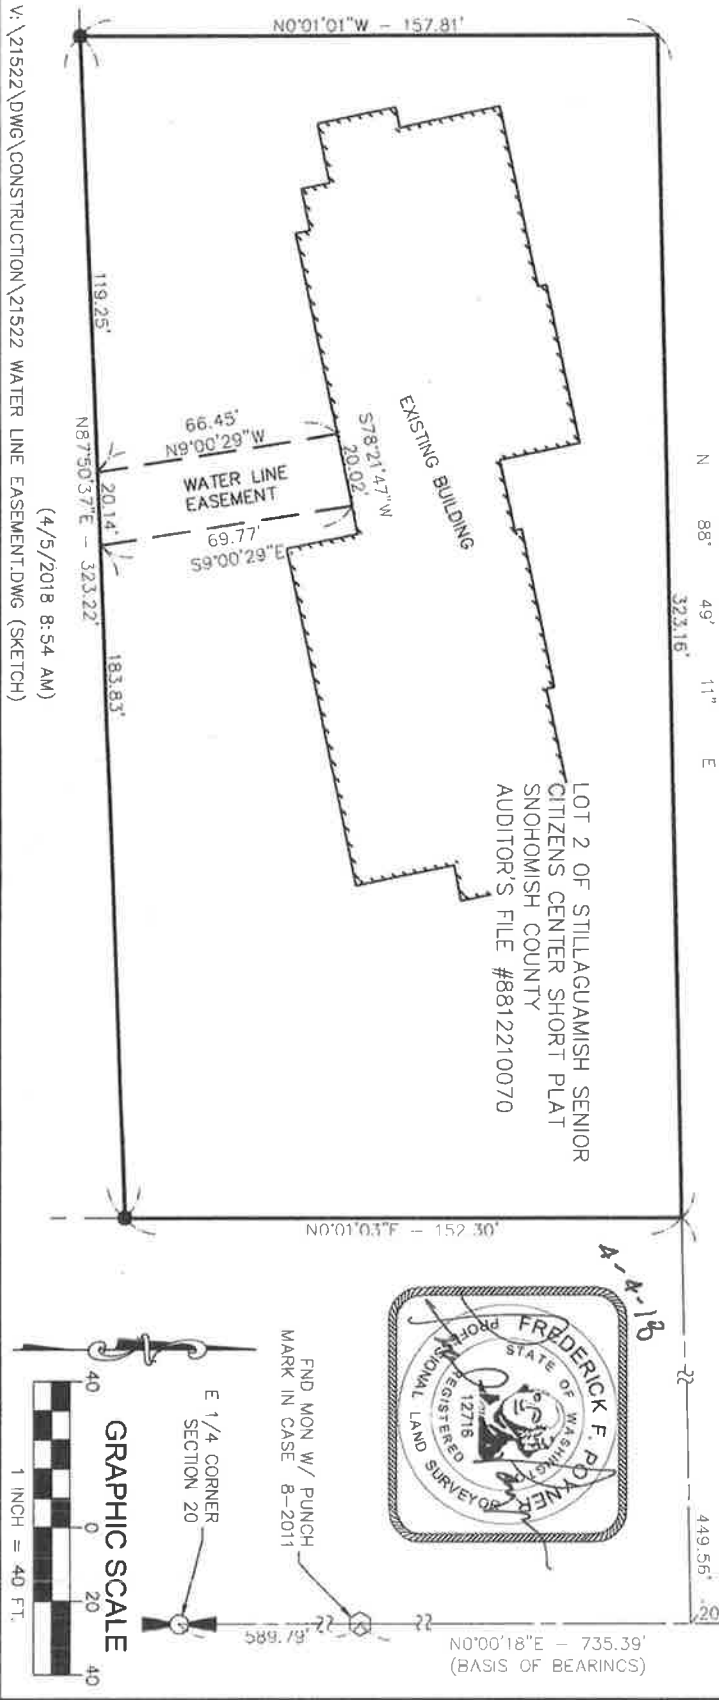 N 88° 49' 11" E
323.16'
449.56'
20
N0°01'01"W - 157.81'
EXISTING BUILDING
LOT 2 OF STILLAGUAMISH SENIOR
CITIZENS CENTER SHORT PLAT
SNOHOMISH COUNTY
AUDITOR'S FILE #8812210070
S78°21'47"W
20.02'
66.45'
N9°00'29"W
WATER LINE
EASEMENT
69.77'
S9°00'29"E
119.25'
20.14'
183.83'
N87°50'37"E - 323.22'
N0°01'03"E - 152.30'
4-4-18
FREDERICK F. POYNER
STATE OF WASHINGTON
12716
REGISTERED
PROFESSIONAL LAND SURVEYOR
N0°00'18"E - 735.39'
(BASIS OF BEARINGS)
FND MON W/ PUNCH
MARK IN CASE 8-2011
589.79'
E 1/4 CORNER
SECTION 20
GRAPHIC SCALE
40 0 20 40
1 INCH = 40 FT.
(4/5/2018 8:54 AM)
V:\21522\DWG\CONSTRUCTION\21522 WATER LINE EASEMENT.DWG (SKETCH)